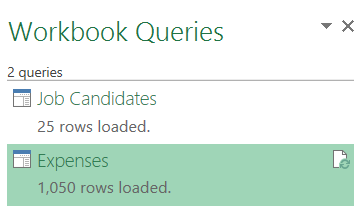 Workbook Queries
2 queries
Job Candidates
25 rows loaded.
Expenses
1,050 rows loaded.